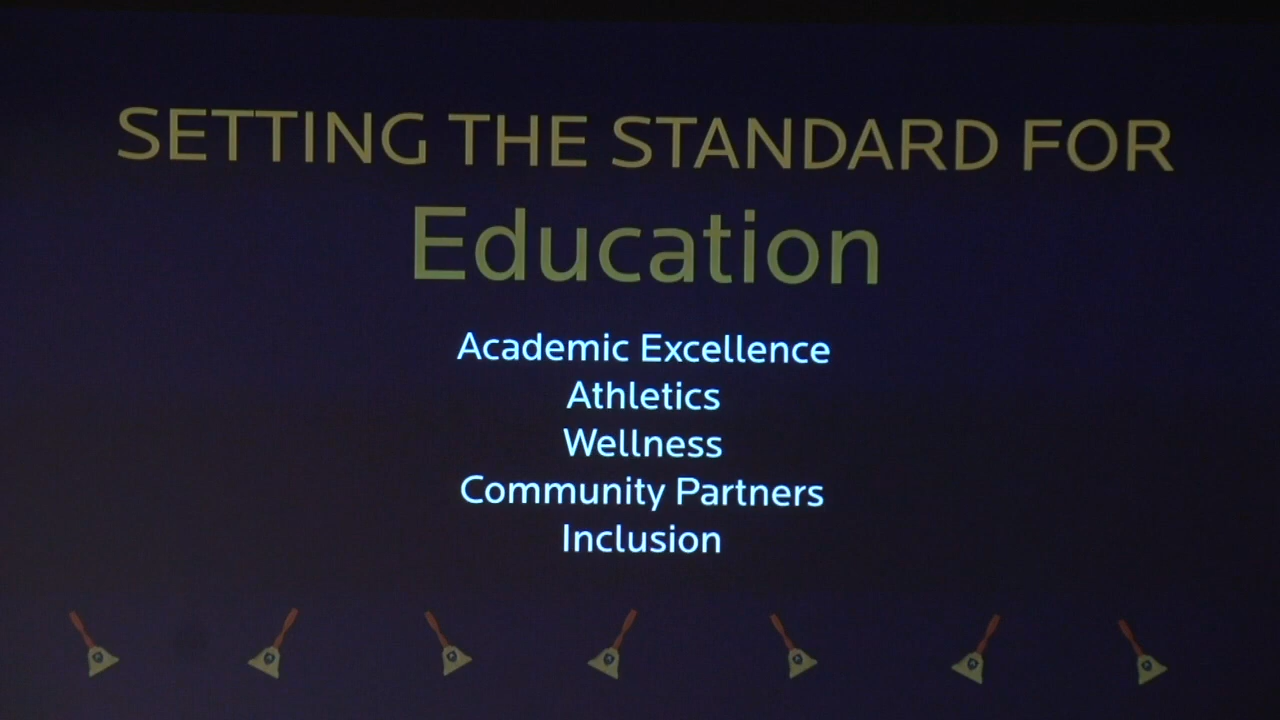 SETTING THE STANDARD FOR
Education
Academic Excellence
Athletics
Wellness
Community Partners
Inclusion